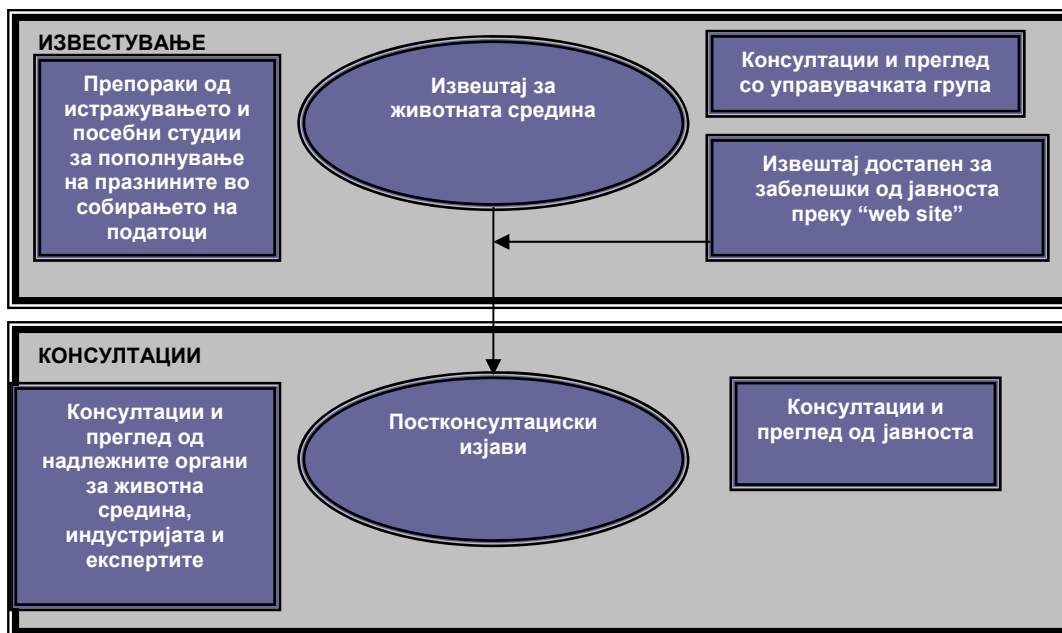 ИЗВЕСТУВАЊЕ
Препораки од
истражувањето и
посебни студии
за пополнување
на празнините во
собирањето на
податоци
Извештај за
животната средина
Консултации и преглед
со управувачката група
Извештај достапен за
забелешки од јавноста
преку “web site”
КОНСУЛТАЦИИ
Консултации и
преглед од
надлежните органи
за животна
средина,
индустријата и
експертите
Постконсултациски
изјави
Консултации и
преглед од јавноста